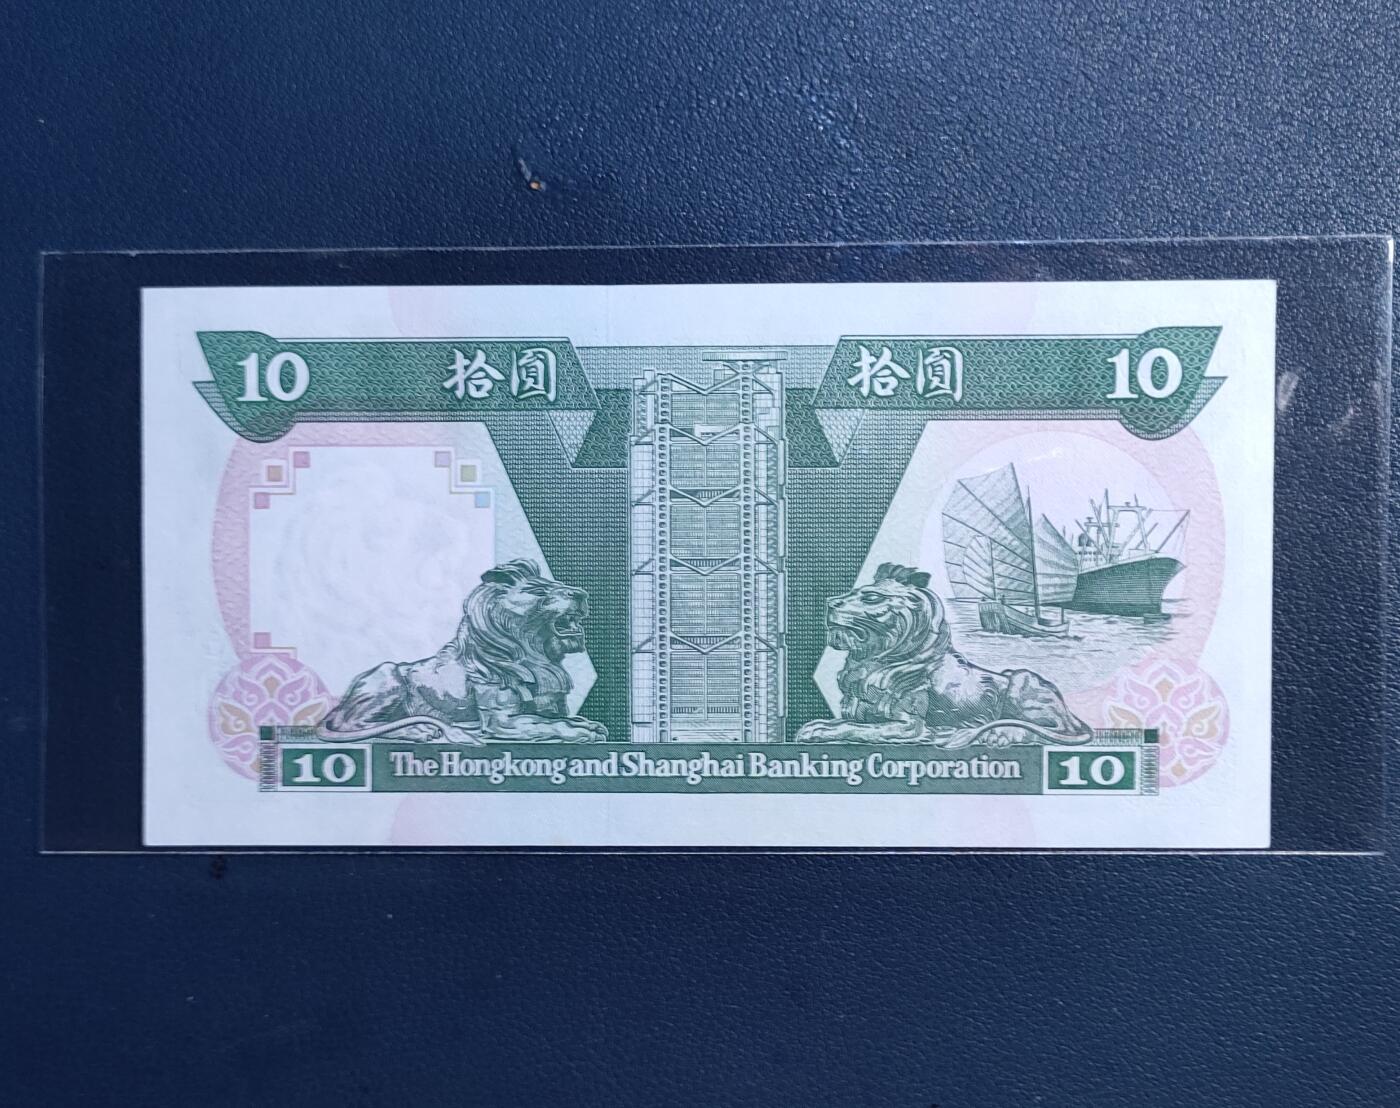 10 拾圓 拾圓 10
10 The Hongkong and Shanghai Banking Corporation 10